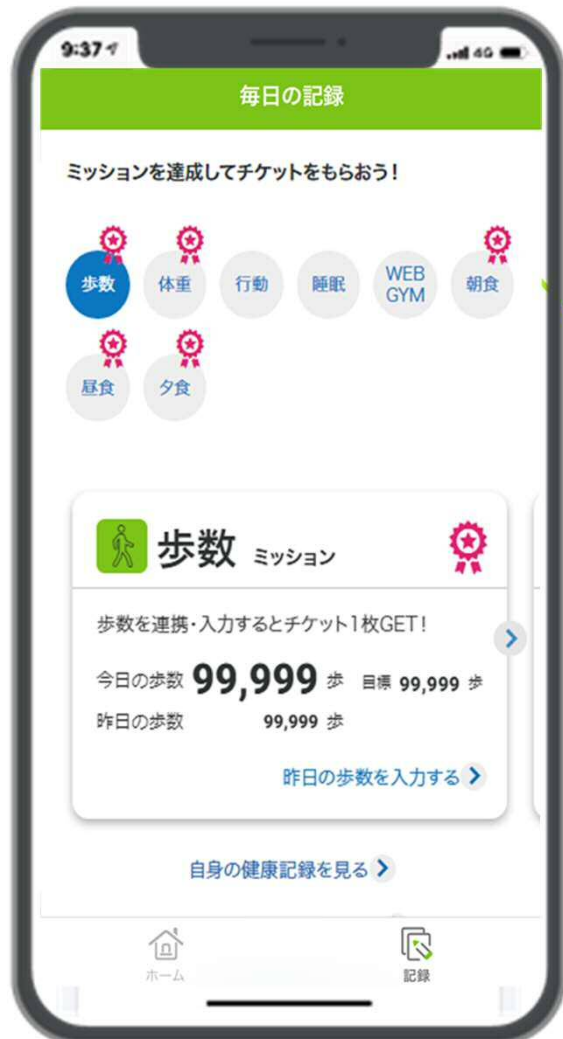 9:37
4G
毎日の記録
ミッションを達成してチケットをもらおう!
歩数 体重 行動 睡眠 WEB GYM 朝食
昼食 夕食
歩数 ミッション
歩数を連携・入力するとチケット1枚GET!
今日の歩数 99,999 歩 目標 99,999 歩
昨日の歩数 99,999 歩
昨日の歩数を入力する
自身の健康記録を見る
ホーム 記録